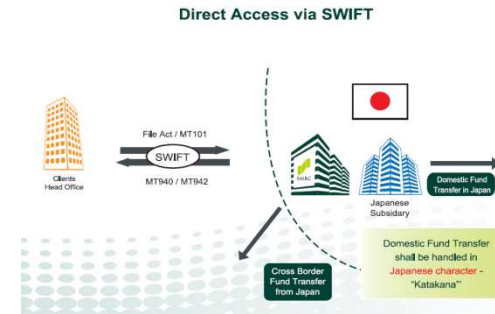 Direct Access via SWIFT
File Act / MT101
SWIFT
MT940 / MT942
Clients
Head Office
SMBC
Japanese
Subsidary
Domestic Fund
Transfer in Japan
Cross Border
Fund Transfer
from Japan
Domestic Fund Transfer
shall be handled in
Japanese character -
"Katakana"